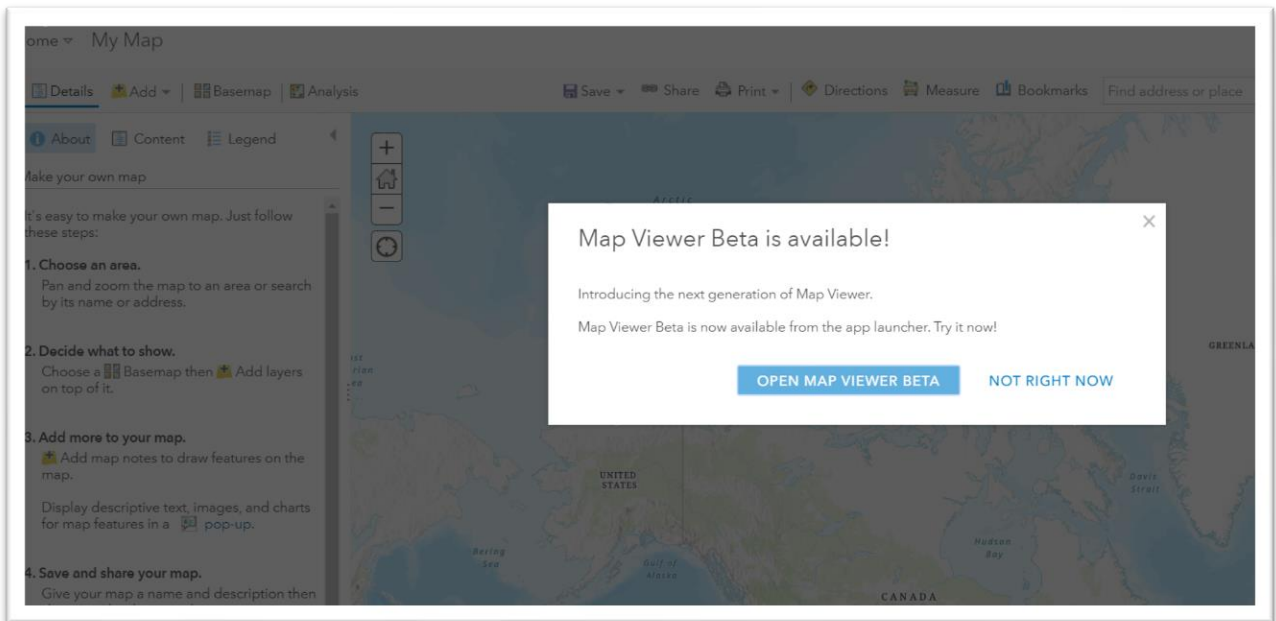 ome My Map
Details Add Basemap Analysis Save Share Print Directions Measure Bookmarks Find address or place
About Content Legend
Make your own map
It's easy to make your own map. Just follow
these steps:
1. Choose an area.
Pan and zoom the map to an area or search
by its name or address.
2. Decide what to show.
Choose a Basemap then Add layers
on top of it.
3. Add more to your map.
Add map notes to draw features on the
map.
Display descriptive text, images, and charts
for map features in a pop-up.
4. Save and share your map.
Give your map a name and description then
Arctic
Map Viewer Beta is available!
Introducing the next generation of Map Viewer.
Map Viewer Beta is now available from the app launcher. Try it now!
OPEN MAP VIEWER BETA NOT RIGHT NOW
GREENLA
UNITED
STATES
Davis
Strait
Hudson
Bay
Bering
Sea
Gulf of
Alaska
CANADA